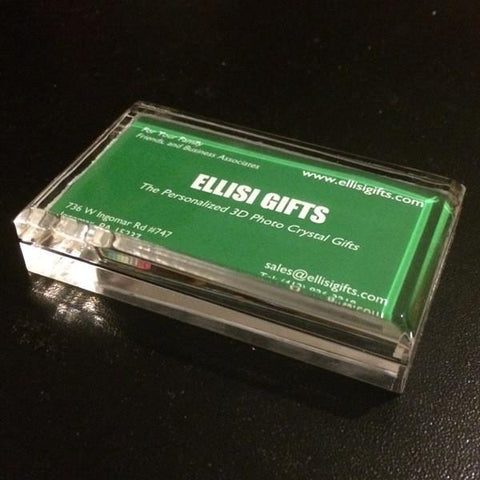 For Your Family
Friends, and Business Associates
www.ellisigifts.com
ELLISI GIFTS
The Personalized 3D Photo Crystal Gifts
736 W Ingomar Rd #747
sales@ellisigifts.com